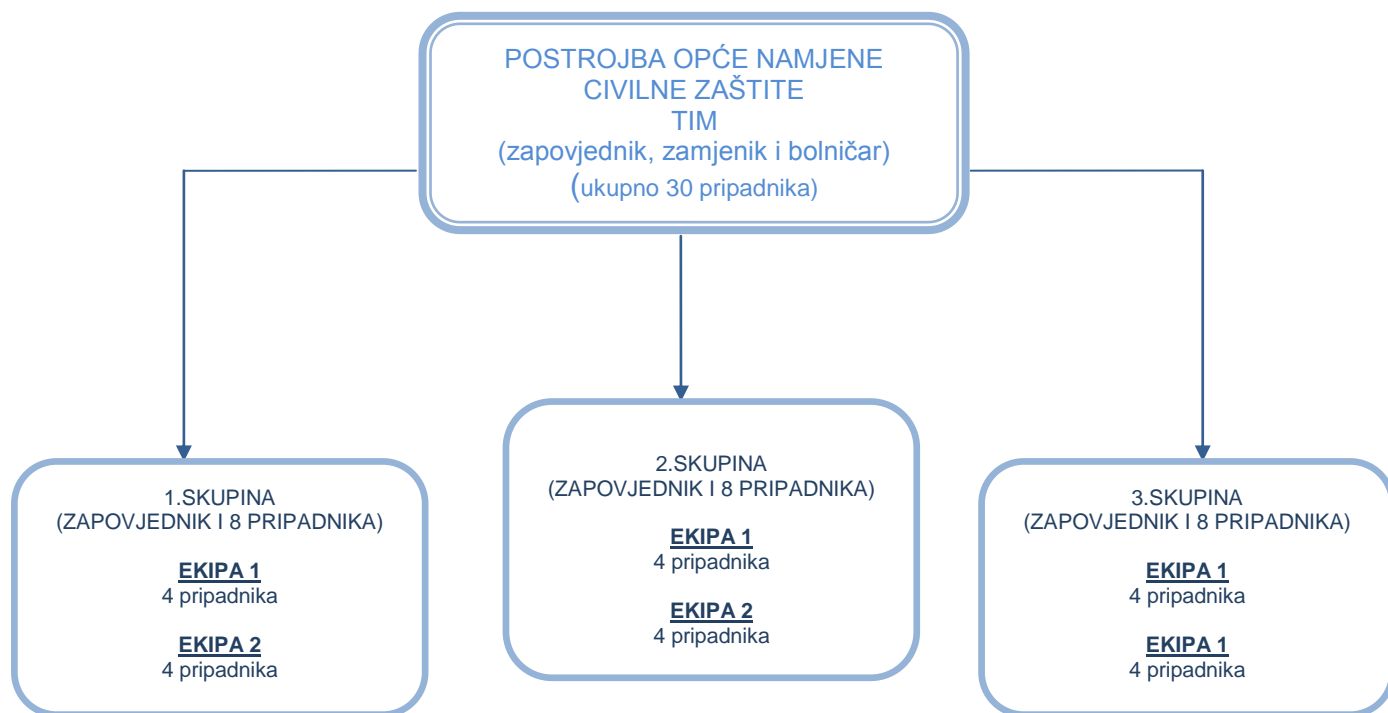 POSTROJBA OPĆE NAMJENE
CIVILNE ZAŠTITE
TIM
(zapovjednik, zamjenik i bolničar)
(ukupno 30 pripadnika)
1.SKUPINA
(ZAPOVJEDNIK I 8 PRIPADNIKA)
EKIPA 1
4 pripadnika
EKIPA 2
4 pripadnika
2.SKUPINA
(ZAPOVJEDNIK I 8 PRIPADNIKA)
EKIPA 1
4 pripadnika
EKIPA 2
4 pripadnika
3.SKUPINA
(ZAPOVJEDNIK I 8 PRIPADNIKA)
EKIPA 1
4 pripadnika
EKIPA 1
4 pripadnika